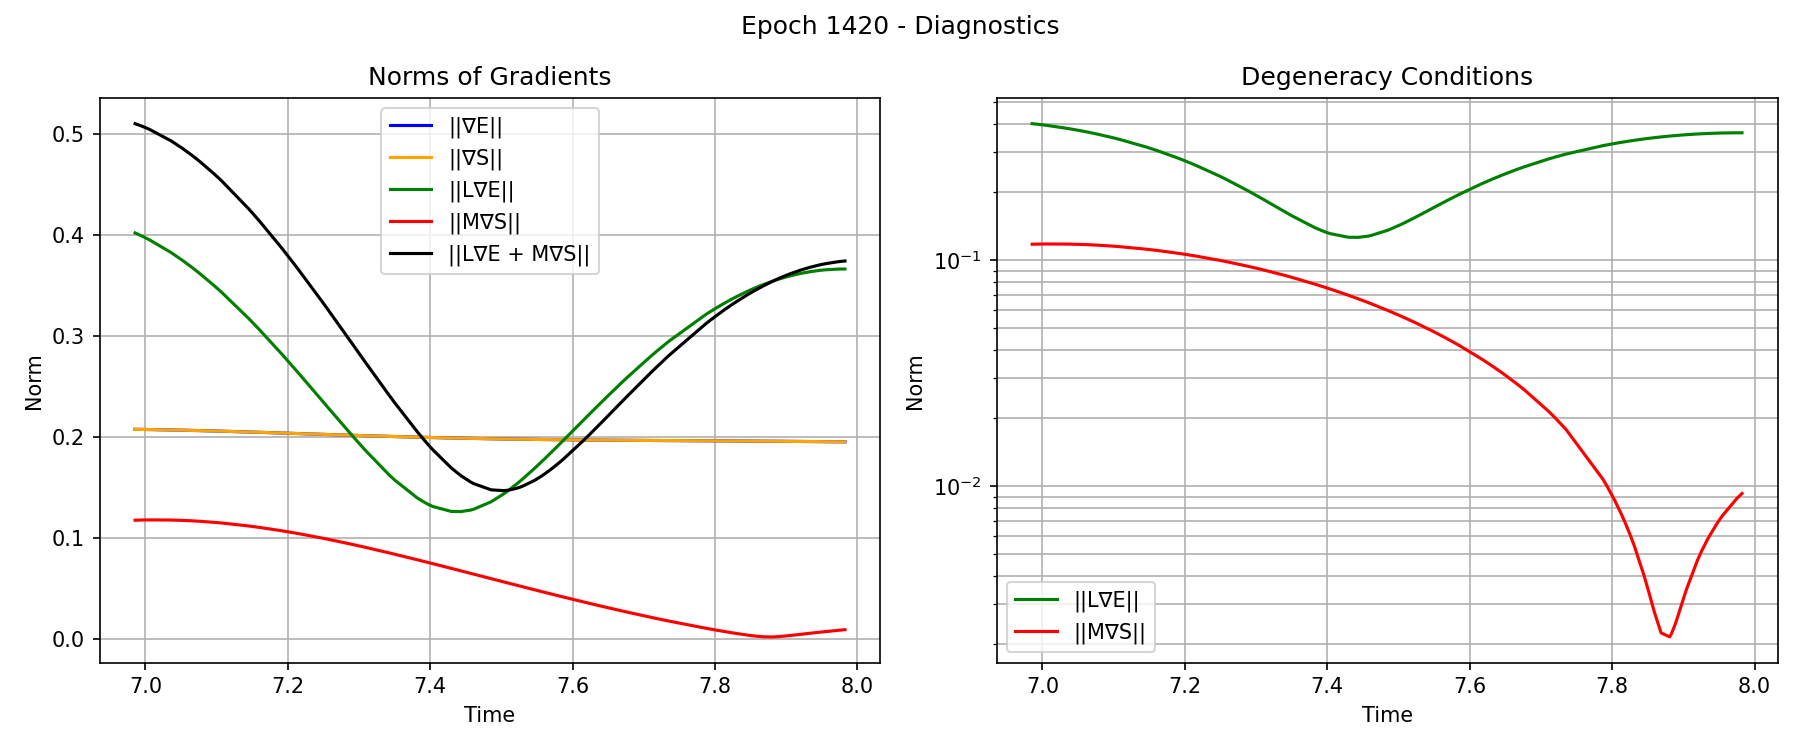 Epoch 1420 - Diagnostics
Norms of Gradients
||∇E||
||∇S||
||L∇E||
||M∇S||
||L∇E + M∇S||
0.5
0.4
0.3
0.2
0.1
0.0
Norm
7.0 7.2 7.4 7.6 7.8 8.0
Time
Degeneracy Conditions
10⁻¹
10⁻²
Norm
||L∇E||
||M∇S||
7.0 7.2 7.4 7.6 7.8 8.0
Time